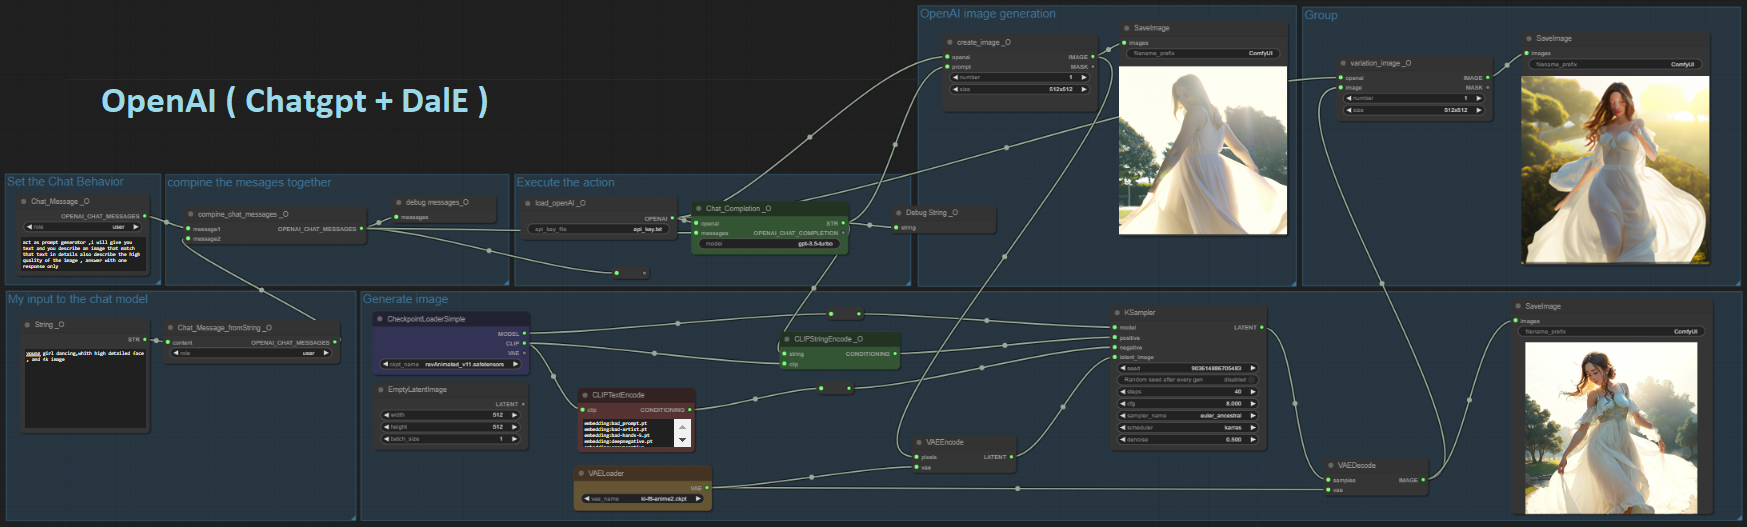 OpenAI ( Chatgpt + DalE )
Set the Chat Behavior
Chat_Message _O
OPENAI_CHAT_MESSAGES
role
user
act as prompt generator ,i will give you
text and you describe an image that match
that text in details also describe the high
quality of the image , answer with one
response only
compine the mesages together
compine_chat_messages _O
message1
OPENAI_CHAT_MESSAGES
message2
debug messages_O
messages
Execute the action
load_openAI _O
OPENAI
api_key_file
api_key.txt
Chat_Completion _O
openai
STR
messages
OPENAI_CHAT_COMPLETION
model
gpt-3.5-turbo
Debug String _O
string
OpenAI image generation
create_image _O
openai
IMAGE
prompt
MASK
number
1
size
512x512
SaveImage
images
filename_prefix
ComfyUI
Group
variation_image _O
openai
IMAGE
image
MASK
number
1
size
512x512
SaveImage
images
filename_prefix
ComfyUI
My input to the chat model
String _O
STR
young girl dancing,whith high detailed face
, and 4k image
Chat_Message_fromString _O
content
OPENAI_CHAT_MESSAGES
role
user
Generate image
CheckpointLoaderSimple
MODEL
CLIP
VAE
ckpt_name
revAnimated_v11.safetensors
EmptyLatentImage
LATENT
width
512
height
512
batch_size
1
CLIPTextEncode
clip
CONDITIONING
embedding:bad_prompt.pt
embedding:bad-artist.pt
embedding:bad-hands-5.pt
embedding:deepnegative.pt
VAELoader
VAE
vae_name
kl-f8-anime2.ckpt
CLIPStringEncode _O
string
CONDITIONING
clip
VAEEncode
pixels
LATENT
vae
KSampler
model
LATENT
positive
negative
latent_image
seed
903614886705483
Random seed after every gen
disabled
steps
40
cfg
8.000
sampler_name
euler_ancestral
scheduler
karras
denoise
0.500
VAEDecode
samples
IMAGE
vae
SaveImage
images
filename_prefix
ComfyUI